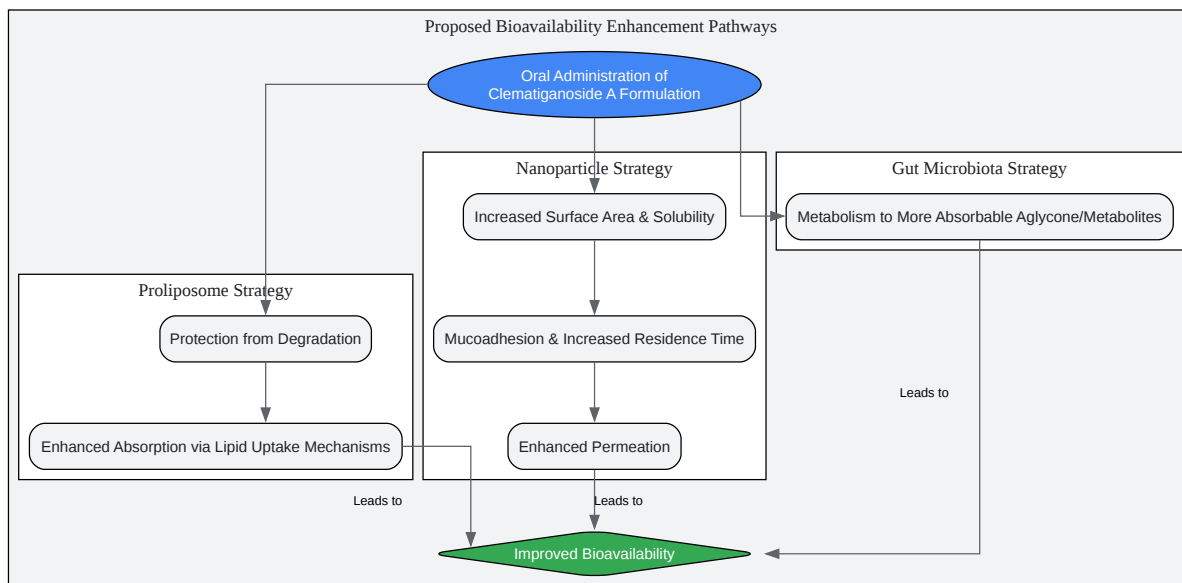 Proposed Bioavailability Enhancement Pathways
Oral Administration of
Clematiganoside A Formulation
Nanoparticle Strategy
Gut Microbiota Strategy
Increased Surface Area & Solubility
Metabolism to More Absorbable Aglycone/Metabolites
Proliposome Strategy
Protection from Degradation
Mucoadhesion & Increased Residence Time
Leads to
Enhanced Absorption via Lipid Uptake Mechanisms
Enhanced Permeation
Leads to
Leads to
Improved Bioavailability